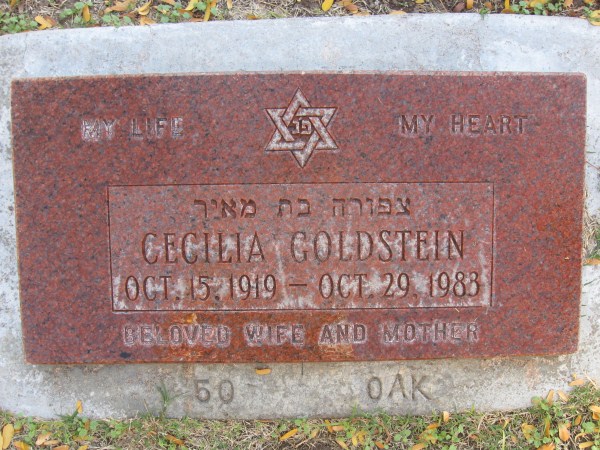 MY LIFE פנ MY HEART
צפורה בת מאיר
CECILIA GOLDSTEIN
OCT. 15, 1919 — OCT. 29, 1983
BELOVED WIFE AND MOTHER
50 OAK